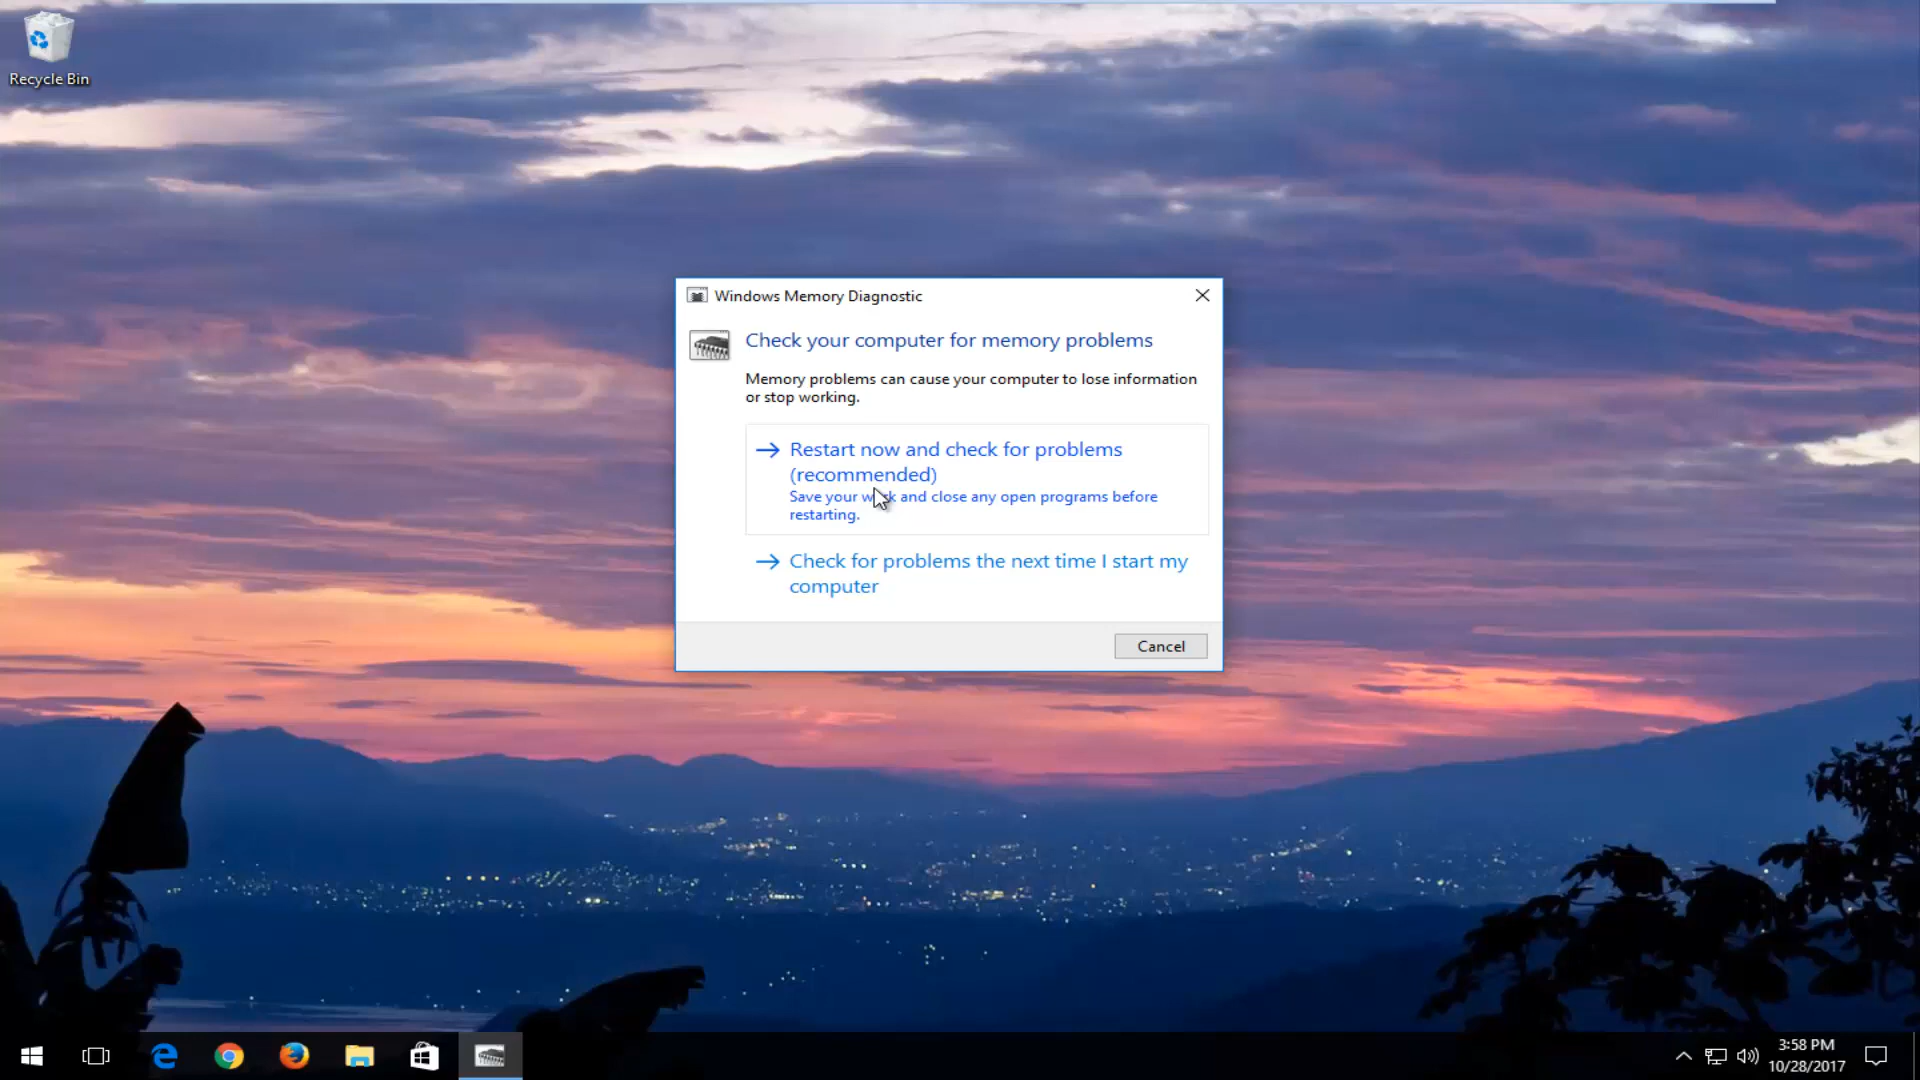 Recycle Bin
Windows Memory Diagnostic
Check your computer for memory problems
Memory problems can cause your computer to lose information
or stop working.
Restart now and check for problems
(recommended)
Save your work and close any open programs before
restarting.
Check for problems the next time I start my
computer
Cancel
3:58 PM
10/28/2017